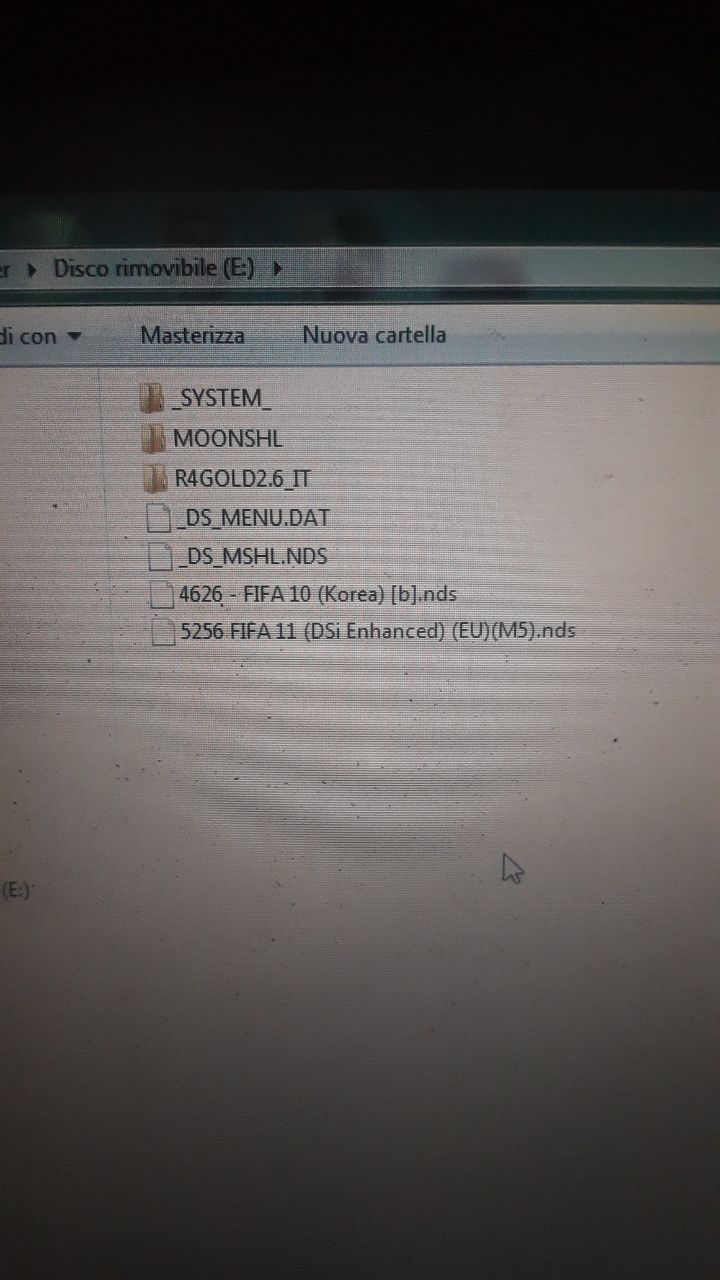 er ▸ Disco rimovibile (E:) ▸
di con Masterizza Nuova cartella
_SYSTEM_
MOONSHL
R4GOLD2.6_IT
_DS_MENU.DAT
_DS_MSHL.NDS
4626 - FIFA 10 (Korea) [b].nds
5256 FIFA 11 (DSi Enhanced) (EU)(M5).nds
(E:)